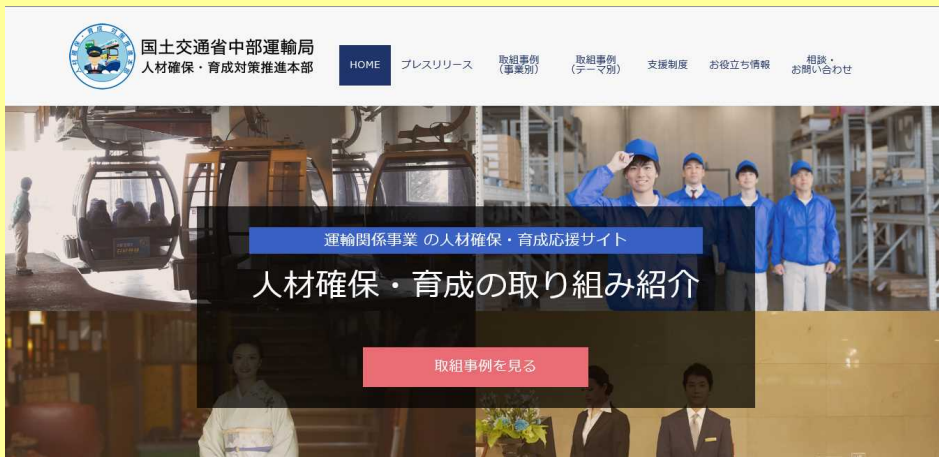 国土交通省中部運輸局
人材確保・育成対策推進本部
HOME
プレスリリース
取組事例
(事業別)
取組事例
(テーマ別)
支援制度
お役立ち情報
相談・
お問い合わせ
運輸関係事業 の人材確保・育成応援サイト
人材確保・育成の取り組み紹介
取組事例を見る